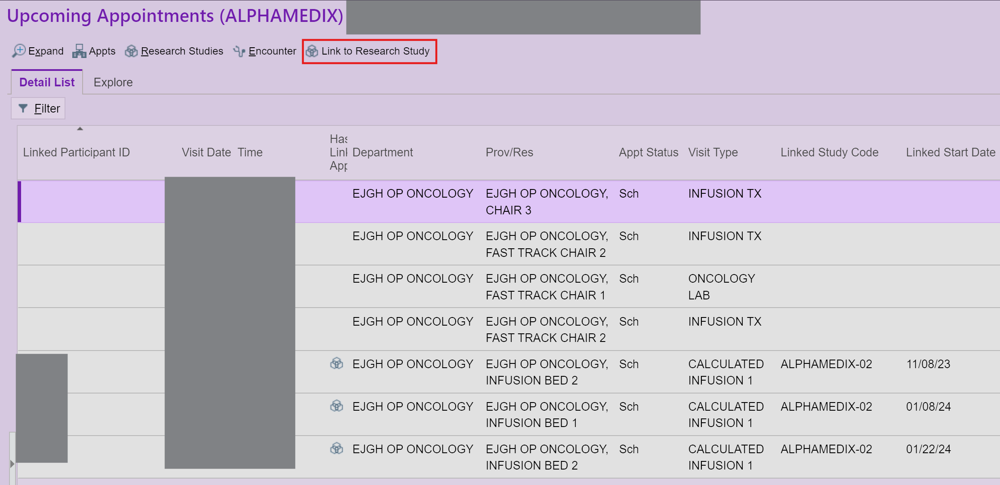 Upcoming Appointments (ALPHAMEDIX)
Expand Appts Research Studies Encounter Link to Research Study
Detail List Explore
Filter
Linked Participant ID Visit Date Time Has Link App Department Prov/Res Appt Status Visit Type Linked Study Code Linked Start Date
EJGH OP ONCOLOGY EJGH OP ONCOLOGY, Sch INFUSION TX
CHAIR 3
EJGH OP ONCOLOGY EJGH OP ONCOLOGY, Sch INFUSION TX
FAST TRACK CHAIR 2
EJGH OP ONCOLOGY EJGH OP ONCOLOGY, Sch ONCOLOGY
FAST TRACK CHAIR 1 LAB
EJGH OP ONCOLOGY EJGH OP ONCOLOGY, Sch INFUSION TX
FAST TRACK CHAIR 2
EJGH OP ONCOLOGY EJGH OP ONCOLOGY, Sch CALCULATED ALPHAMEDIX-02 11/08/23
INFUSION BED 2 INFUSION 1
EJGH OP ONCOLOGY EJGH OP ONCOLOGY, Sch CALCULATED ALPHAMEDIX-02 01/08/24
INFUSION BED 1 INFUSION 1
EJGH OP ONCOLOGY EJGH OP ONCOLOGY, Sch CALCULATED ALPHAMEDIX-02 01/22/24
INFUSION BED 2 INFUSION 1